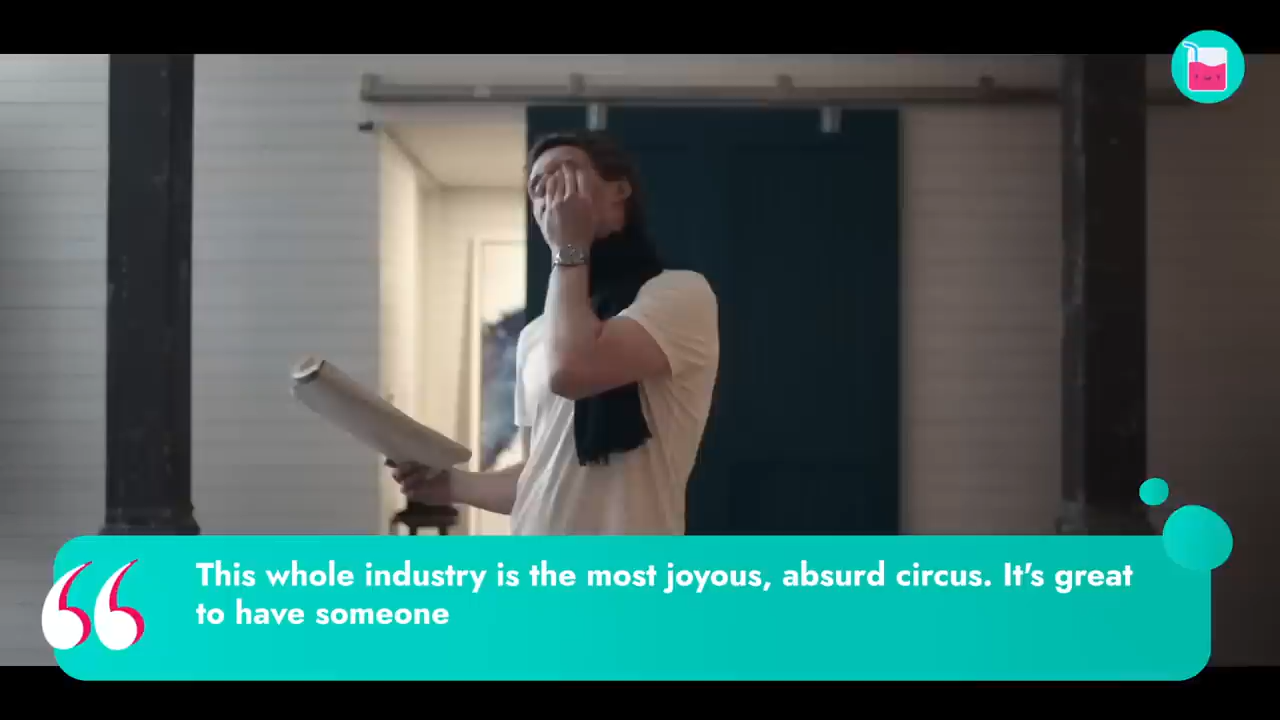 This whole industry is the most joyous, absurd circus. It's great
to have someone